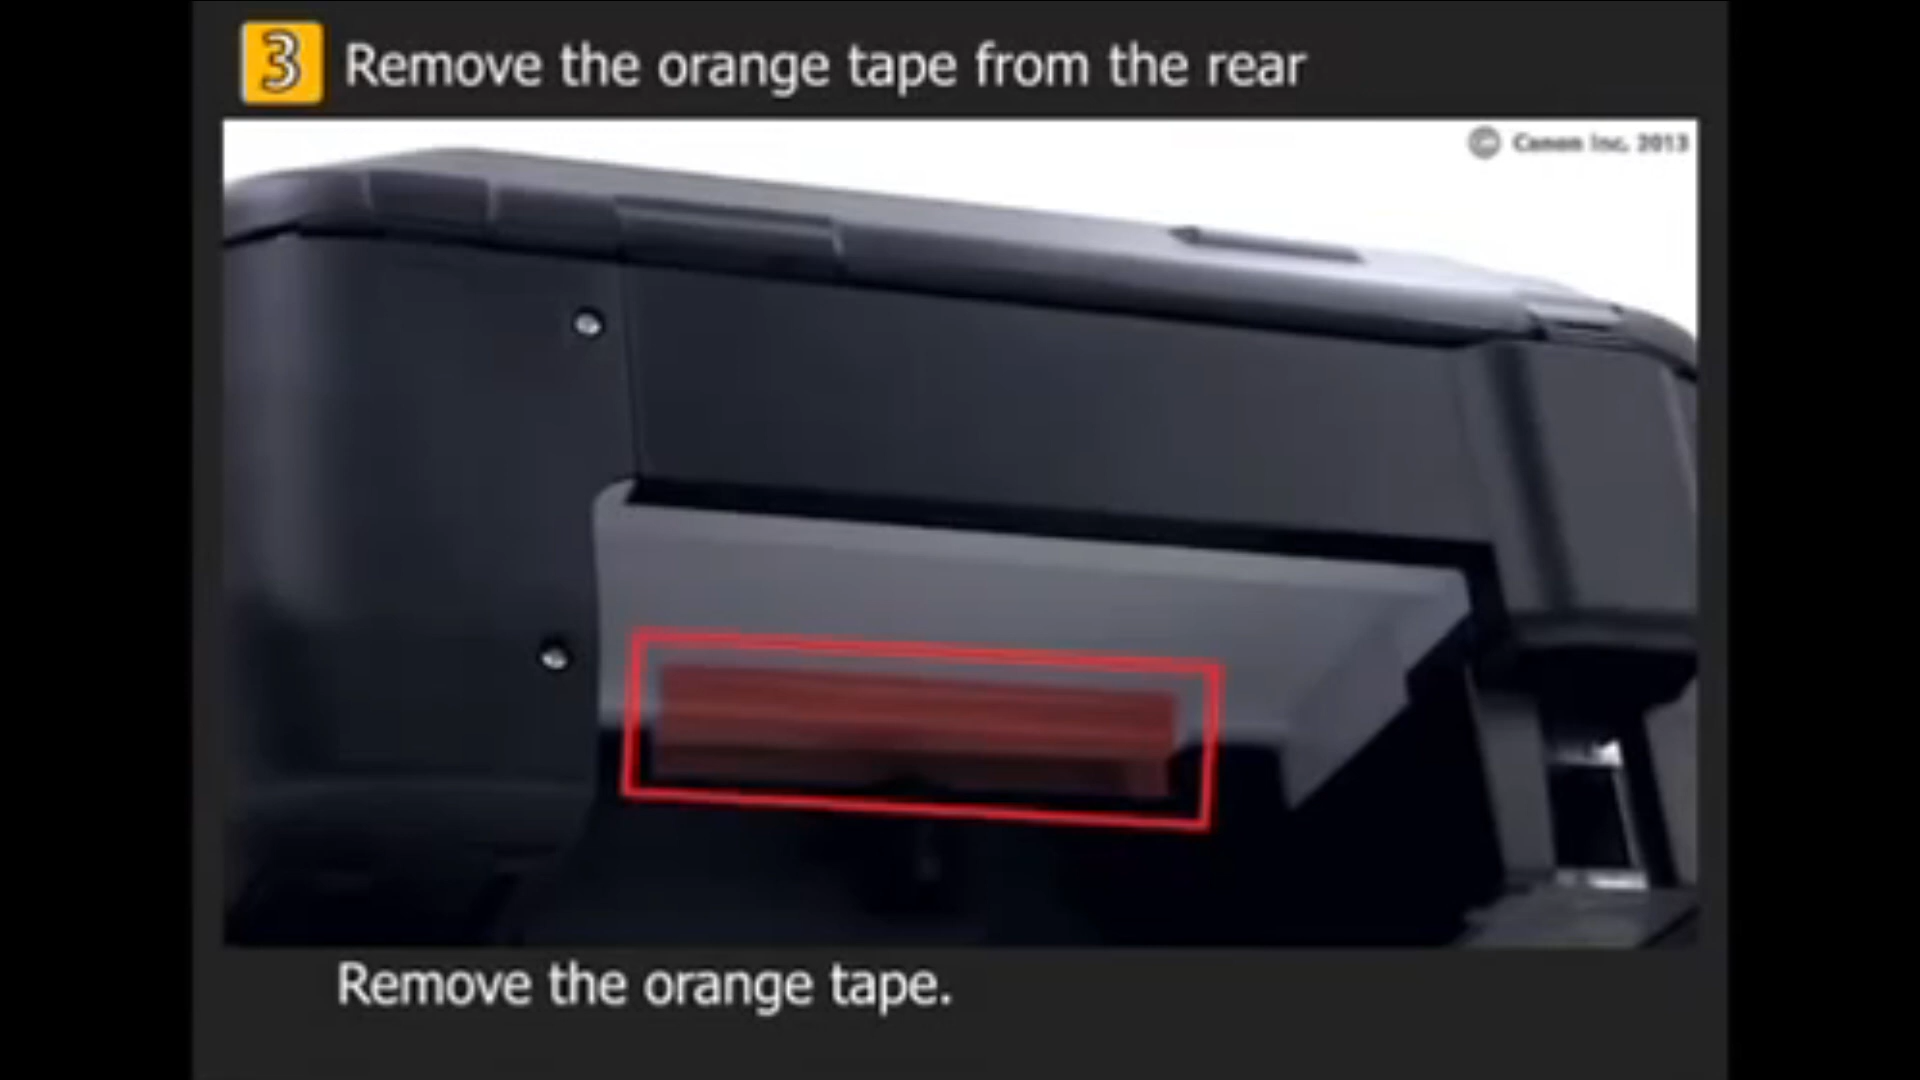 3 Remove the orange tape from the rear
© Canon Inc. 2013
Remove the orange tape.